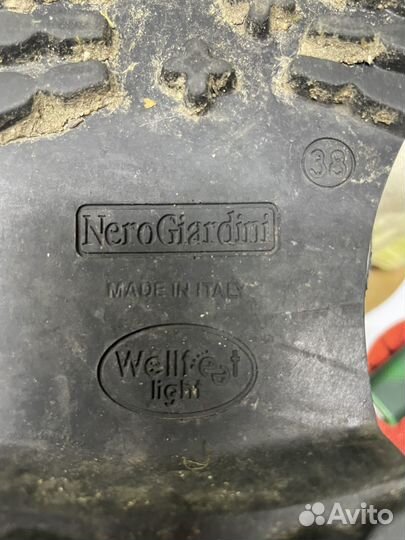 38
NeroGiardini
MADE IN ITALY
Wellfeet
light
Avito